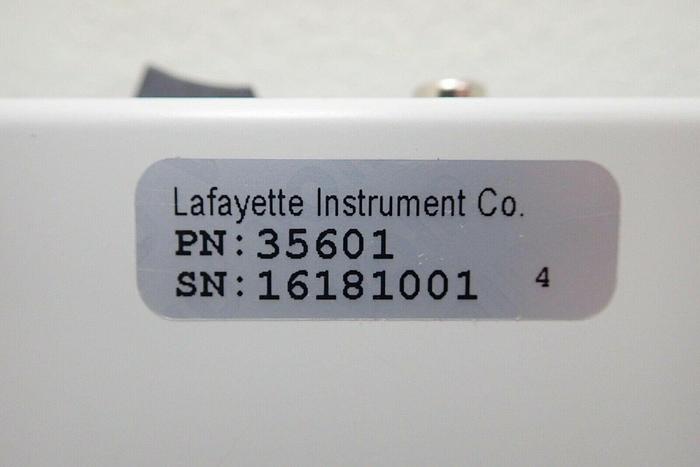 Lafayette Instrument Co.
PN: 35601
SN: 16181001 4